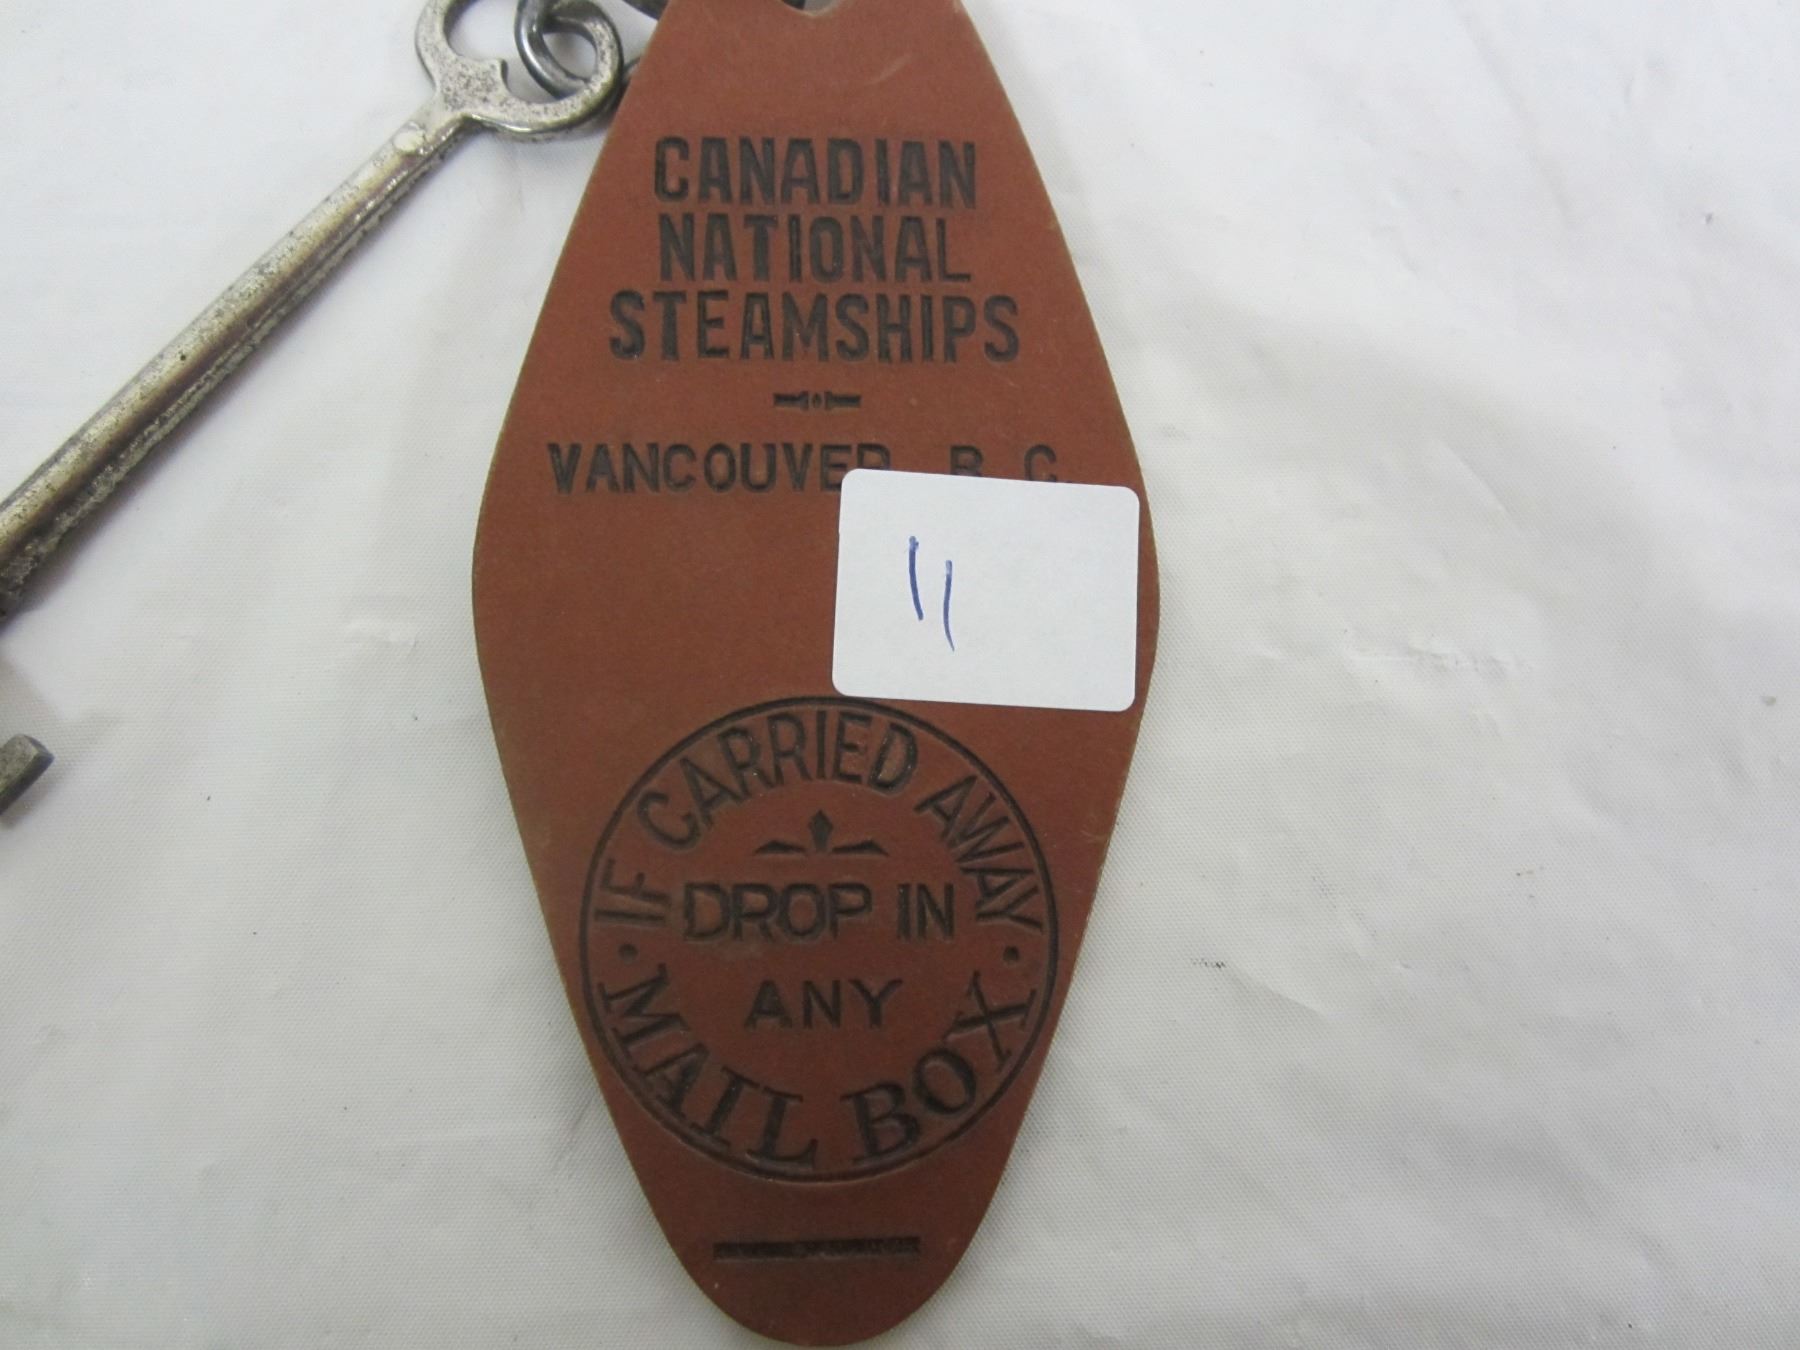 CANADIAN
NATIONAL
STEAMSHIPS
VANCOUVER B. C.
11
IF CARRIED AWAY
DROP IN
ANY
MAIL BOX